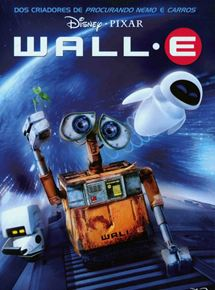 DOS CRIADORES DE PROCURANDO NEMO E CARROS
Disney · PIXAR
WALL·E
WALL·E